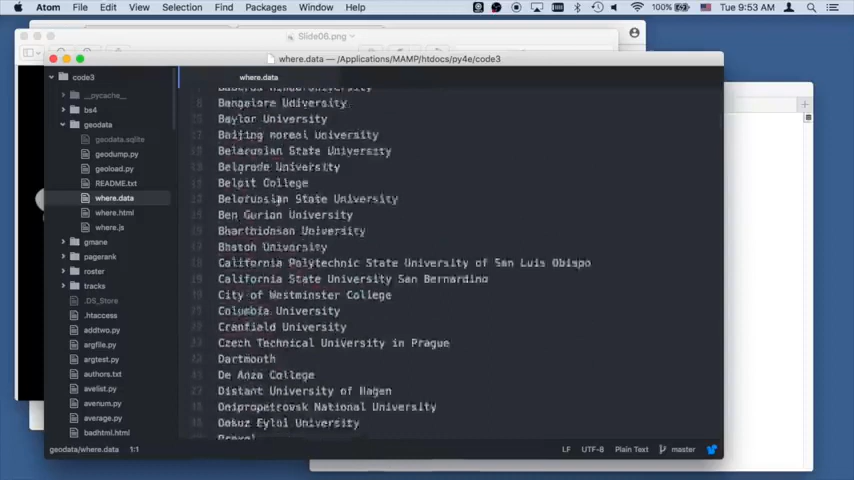 Atom File Edit View Selection Find Packages Window Help 100% Tue 9:53 AM
Slide06.png
where.data — /Applications/MAMP/htdocs/py4e/code3
code3
__pycache__
bs4
geodata
geodata.sqlite
geodump.py
geoload.py
README.txt
where.data
where.html
where.js
gmane
pagerank
roster
tracks
.DS_Store
.htaccess
addtwo.py
argfile.py
argtest.py
authors.txt
avelist.py
avenum.py
average.py
badhtml.html
where.data
Bangalore University
Baylor University
Baijing normal University
Belarusian State University
Belgrade University
Beloit College
Belorussian State University
Ben Gurian University
Bharthidasan University
California Polytechnic State University of San Luis Obispo
California State University San Bernardino
City of Westminster College
Columbia University
Cranfield University
Czech Technical University in Prague
Dartmouth
De Anza College
Distant University of Hagen
Dnipropetrovsk National University
Dokuz Eylul University
Drexel
geodata/where.data 1:1 LF UTF-8 Plain Text master